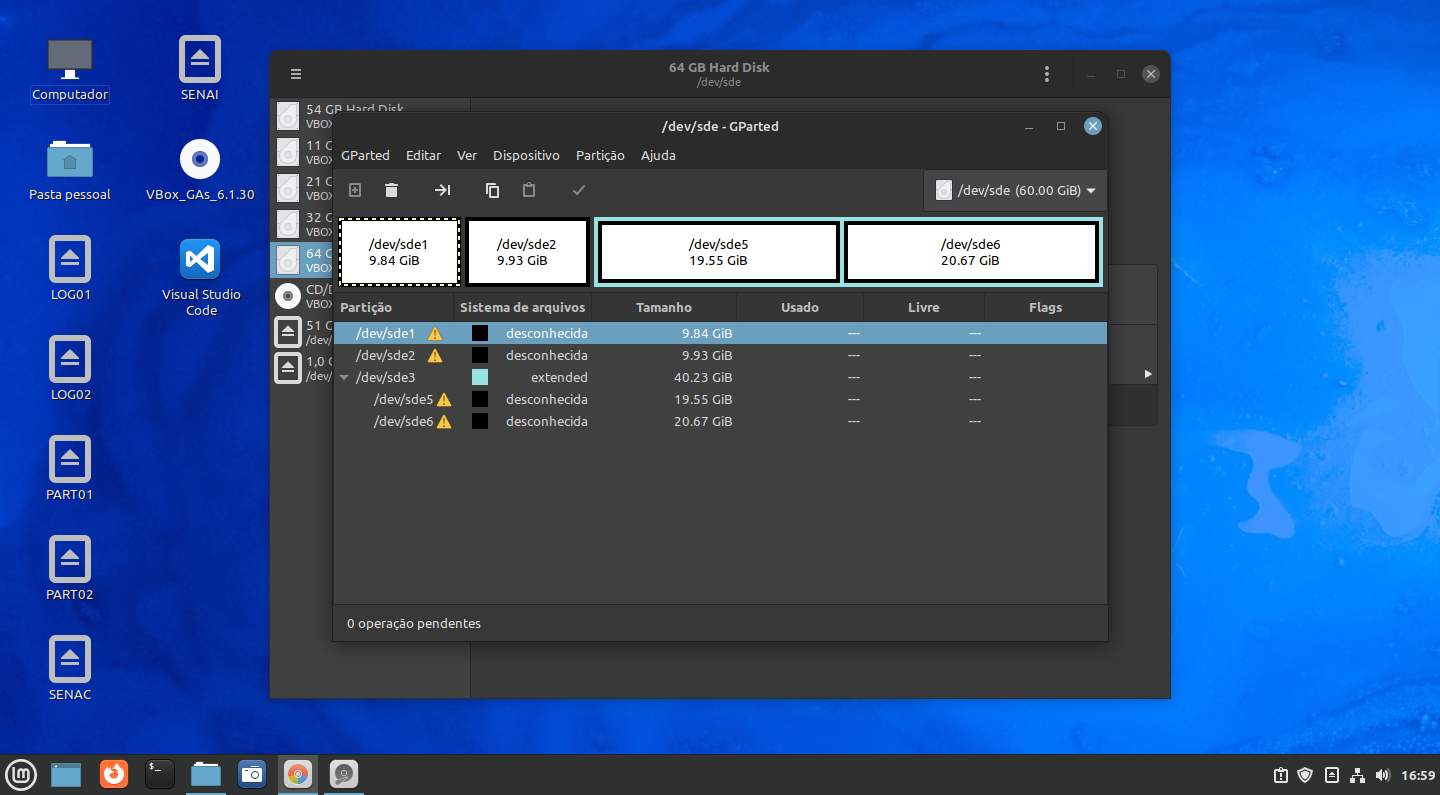 Computador
SENAI
Pasta pessoal
VBox_GAs_6.1.30
LOG01
Visual Studio
Code
LOG02
PART01
PART02
SENAC
64 GB Hard Disk
/dev/sde
54 GB Hard Disk
VBOX
11 G
VBOX
21 G
VBOX
32 G
VBOX
64 G
VBOX
CD/D
VBOX
51 G
/dev/
1,0 G
/dev/
/dev/sde - GParted
GParted Editar Ver Dispositivo Partição Ajuda
/dev/sde (60.00 GiB)
/dev/sde1 /dev/sde2 /dev/sde5 /dev/sde6
9.84 GiB 9.93 GiB 19.55 GiB 20.67 GiB
Partição Sistema de arquivos Tamanho Usado Livre Flags
/dev/sde1 desconhecida 9.84 GiB --- ---
/dev/sde2 desconhecida 9.93 GiB --- ---
/dev/sde3 extended 40.23 GiB --- ---
/dev/sde5 desconhecida 19.55 GiB --- ---
/dev/sde6 desconhecida 20.67 GiB --- ---
0 operação pendentes
16:59